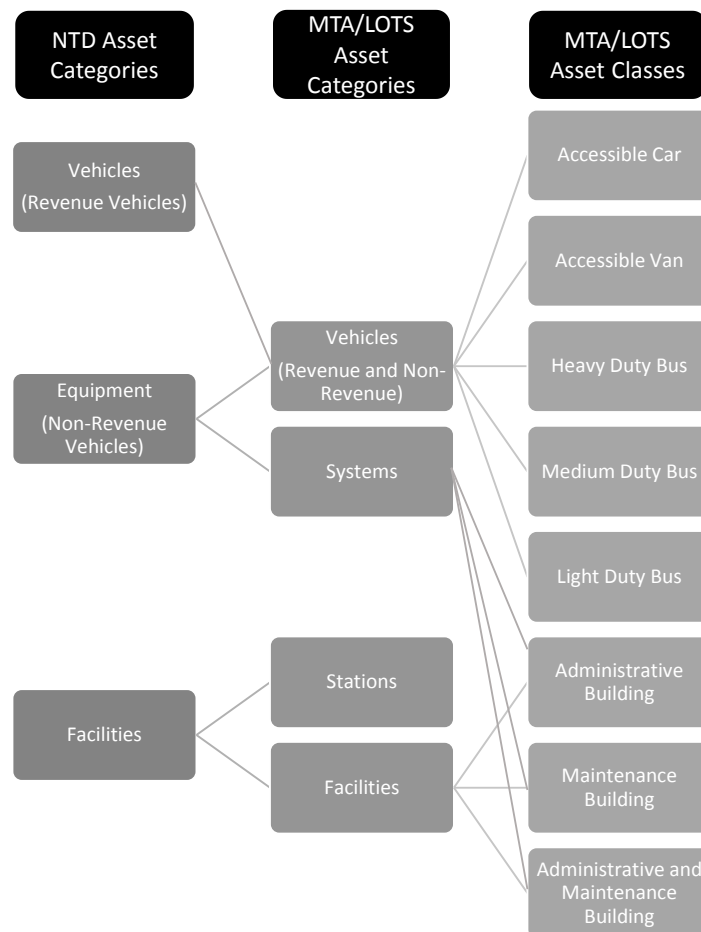 NTD Asset
Categories
MTA/LOTS
Asset
Categories
MTA/LOTS
Asset Classes
Vehicles
(Revenue Vehicles)
Equipment
(Non-Revenue
Vehicles)
Facilities
Vehicles
(Revenue and Non-
Revenue)
Systems
Stations
Facilities
Accessible Car
Accessible Van
Heavy Duty Bus
Medium Duty Bus
Light Duty Bus
Administrative
Building
Maintenance
Building
Administrative and
Maintenance
Building